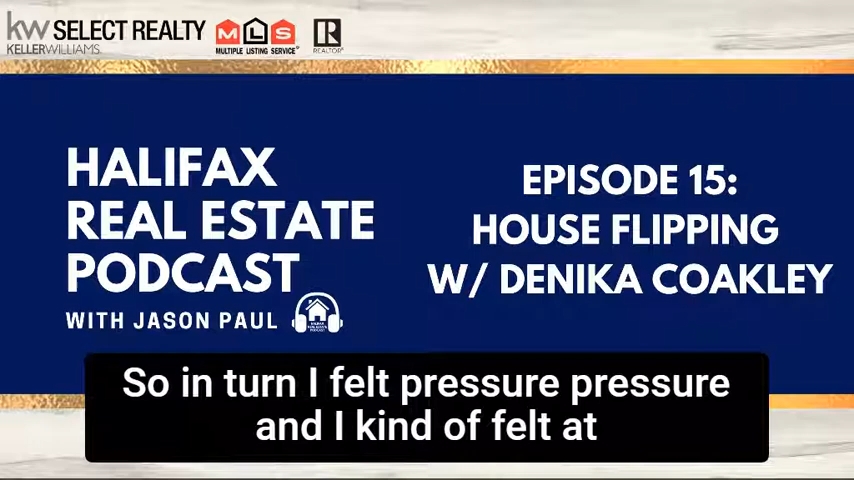 kw SELECT REALTY
KELLERWILLIAMS.
MLS
MULTIPLE LISTING SERVICE®
R
REALTOR®
HALIFAX
REAL ESTATE
PODCAST
WITH JASON PAUL
EPISODE 15:
HOUSE FLIPPING
W/ DENIKA COAKLEY
So in turn I felt pressure pressure
and I kind of felt at